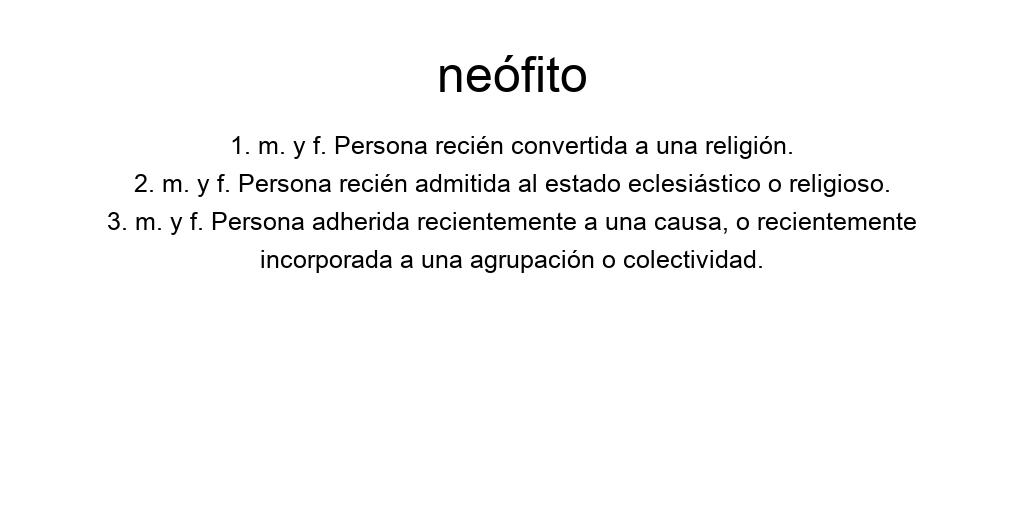 neófito
1. m. y f. Persona recién convertida a una religión.
2. m. y f. Persona recién admitida al estado eclesiástico o religioso.
3. m. y f. Persona adherida recientemente a una causa, o recientemente
incorporada a una agrupación o colectividad.